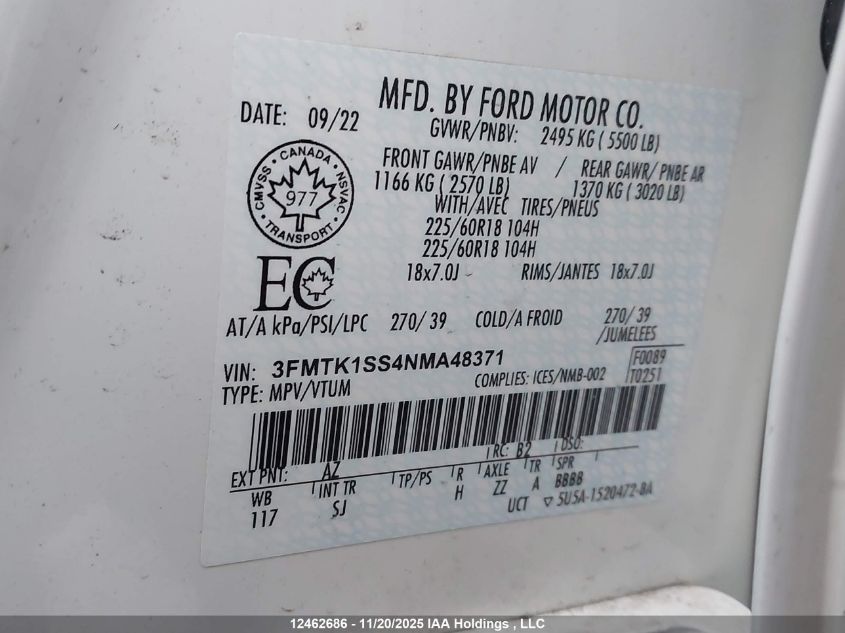 MFD. BY FORD MOTOR CO.
DATE: 09/22
GVWR/PNBV: 2495 KG ( 5500 LB)
FRONT GAWR/PNBE AV / REAR GAWR/ PNBE AR
1166 KG ( 2570 LB) 1370 KG ( 3020 LB)
WITH/AVEC TIRES/PNEUS
225/60R18 104H
225/60R18 104H
18x7.0J RIMS/JANTES 18x7.0J
CMVSS · CANADA · NSVAC · TRANSPORT ·
977
EC
AT/A kPa/PSI/LPC 270/ 39 COLD/A FROID 270/ 39
/JUMELEES
VIN: 3FMTK1SS4NMA48371 F0089
TYPE: MPV/VTUM COMPLIES: ICES/NMB-002 T0251
EXT PNT: AZ RC: B2 DSO:
WB INT TR TP/PS R AXLE TR SPR
117 SJ H ZZ A BBBB
UCT ▽ 5U5A-1520472-BA
12462686 - 11/20/2025 IAA Holdings , LLC